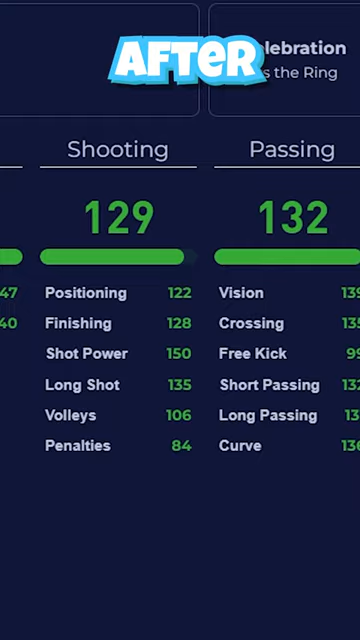 AFTER
lebration
s the Ring
Shooting
Passing
129
132
Positioning 122
Finishing 128
Shot Power 150
Long Shot 135
Volleys 106
Penalties 84
Vision
Crossing
Free Kick
Short Passing
Long Passing
Curve
47
40